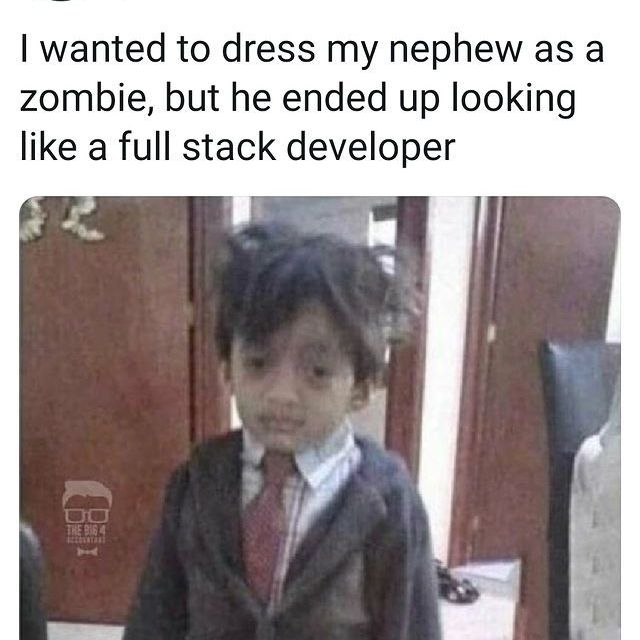 I wanted to dress my nephew as a
zombie, but he ended up looking
like a full stack developer
THE BIG 4
ACCOUNTANT